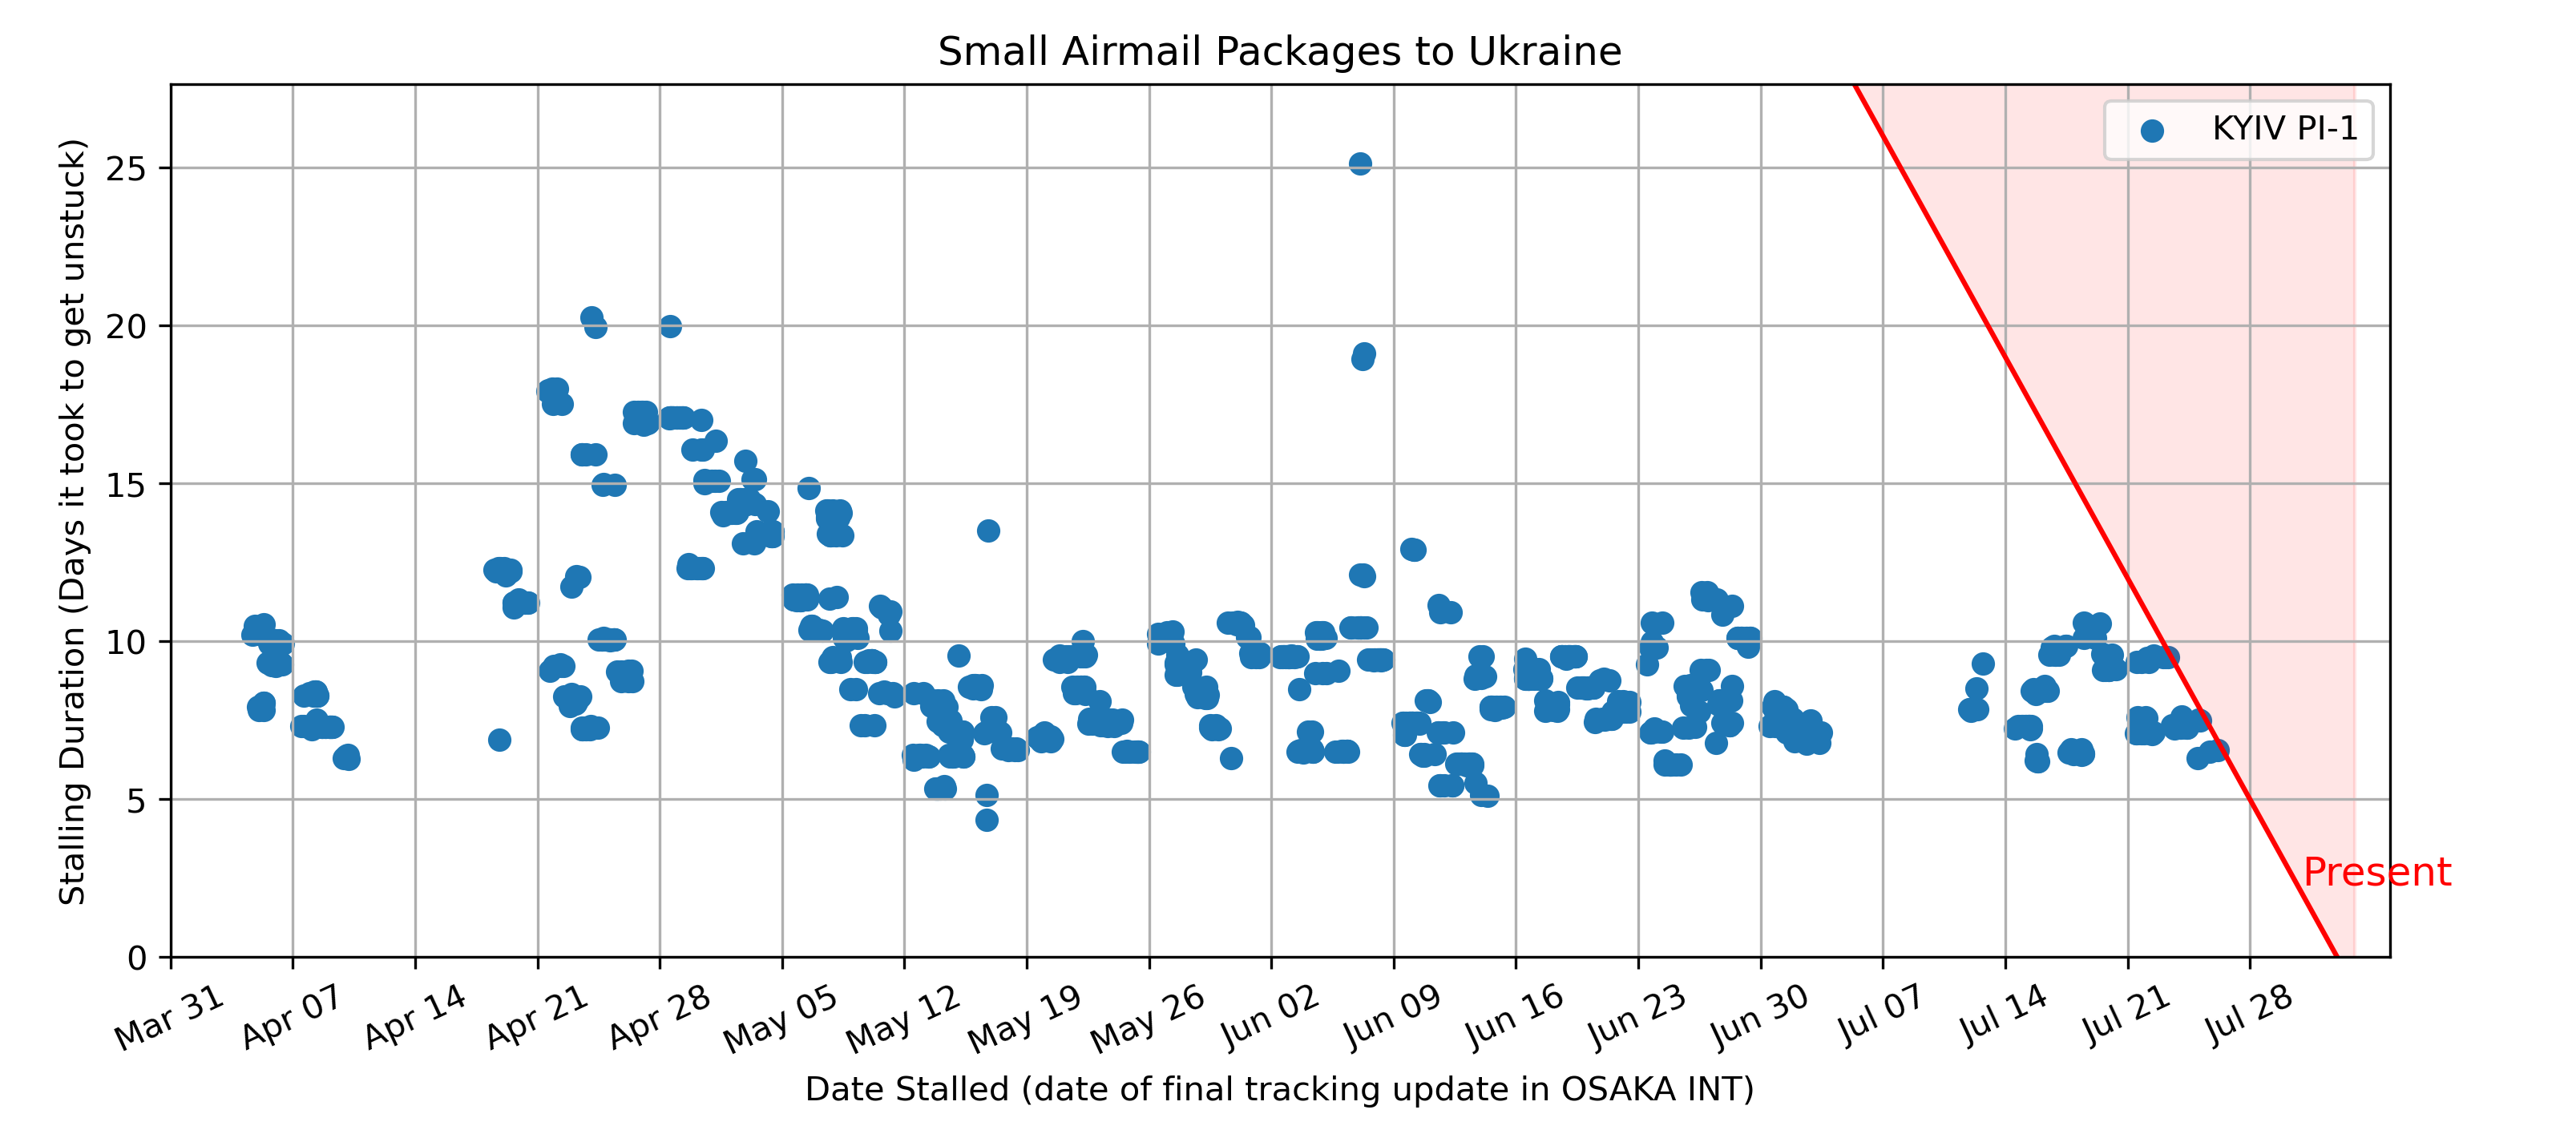 Small Airmail Packages to Ukraine
KYIV PI-1
Stalling Duration (Days it took to get unstuck)
25
20
15
10
5
0
Present
Mar 31
Apr 07
Apr 14
Apr 21
Apr 28
May 05
May 12
May 19
May 26
Jun 02
Jun 09
Jun 16
Jun 23
Jun 30
Jul 07
Jul 14
Jul 21
Jul 28
Date Stalled (date of final tracking update in OSAKA INT)